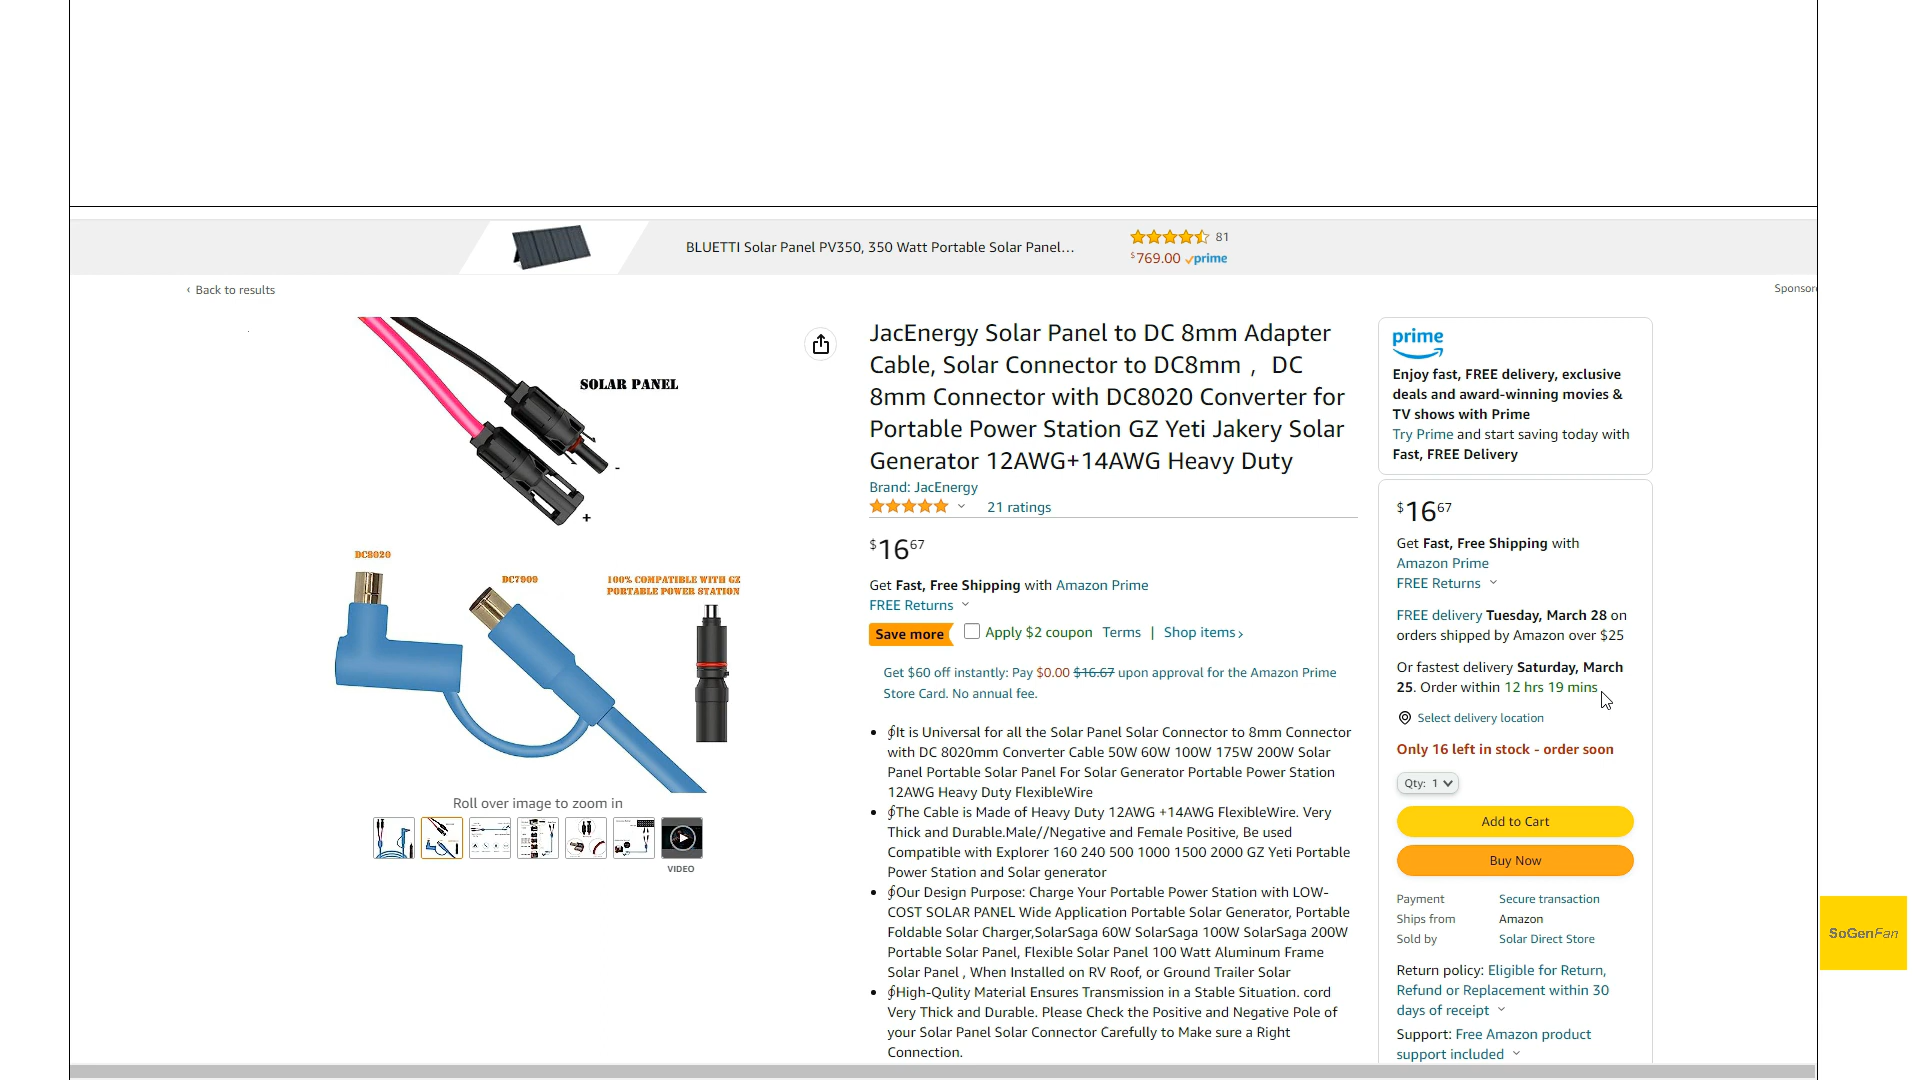 BLUETTI Solar Panel PV350, 350 Watt Portable Solar Panel...
81
$769.00 prime
‹ Back to results
Sponsor
SOLAR PANEL
-
+
DC8020
DC7909
100% COMPATIBLE WITH GZ
PORTABLE POWER STATION
Roll over image to zoom in
VIDEO
JacEnergy Solar Panel to DC 8mm Adapter
Cable, Solar Connector to DC8mm， DC
8mm Connector with DC8020 Converter for
Portable Power Station GZ Yeti Jakery Solar
Generator 12AWG+14AWG Heavy Duty
Brand: JacEnergy
21 ratings
$16 67
Get Fast, Free Shipping with Amazon Prime
FREE Returns
Save more Apply $2 coupon Terms | Shop items ›
Get $60 off instantly: Pay $0.00 $16.67 upon approval for the Amazon Prime
Store Card. No annual fee.
• ∮It is Universal for all the Solar Panel Solar Connector to 8mm Connector
with DC 8020mm Converter Cable 50W 60W 100W 175W 200W Solar
Panel Portable Solar Panel For Solar Generator Portable Power Station
12AWG Heavy Duty FlexibleWire
• ∮The Cable is Made of Heavy Duty 12AWG +14AWG FlexibleWire. Very
Thick and Durable.Male//Negative and Female Positive, Be used
Compatible with Explorer 160 240 500 1000 1500 2000 GZ Yeti Portable
Power Station and Solar generator
• ∮Our Design Purpose: Charge Your Portable Power Station with LOW-
COST SOLAR PANEL Wide Application Portable Solar Generator, Portable
Foldable Solar Charger,SolarSaga 60W SolarSaga 100W SolarSaga 200W
Portable Solar Panel, Flexible Solar Panel 100 Watt Aluminum Frame
Solar Panel , When Installed on RV Roof, or Ground Trailer Solar
• ∮High-Qulity Material Ensures Transmission in a Stable Situation. cord
Very Thick and Durable. Please Check the Positive and Negative Pole of
your Solar Panel Solar Connector Carefully to Make sure a Right
Connection.
prime
Enjoy fast, FREE delivery, exclusive
deals and award-winning movies &
TV shows with Prime
Try Prime and start saving today with
Fast, FREE Delivery
$16 67
Get Fast, Free Shipping with
Amazon Prime
FREE Returns
FREE delivery Tuesday, March 28 on
orders shipped by Amazon over $25
Or fastest delivery Saturday, March
25. Order within 12 hrs 19 mins
Select delivery location
Only 16 left in stock - order soon
Qty: 1
Add to Cart
Buy Now
Payment Secure transaction
Ships from Amazon
Sold by Solar Direct Store
Return policy: Eligible for Return,
Refund or Replacement within 30
days of receipt
Support: Free Amazon product
support included
SoGenFan